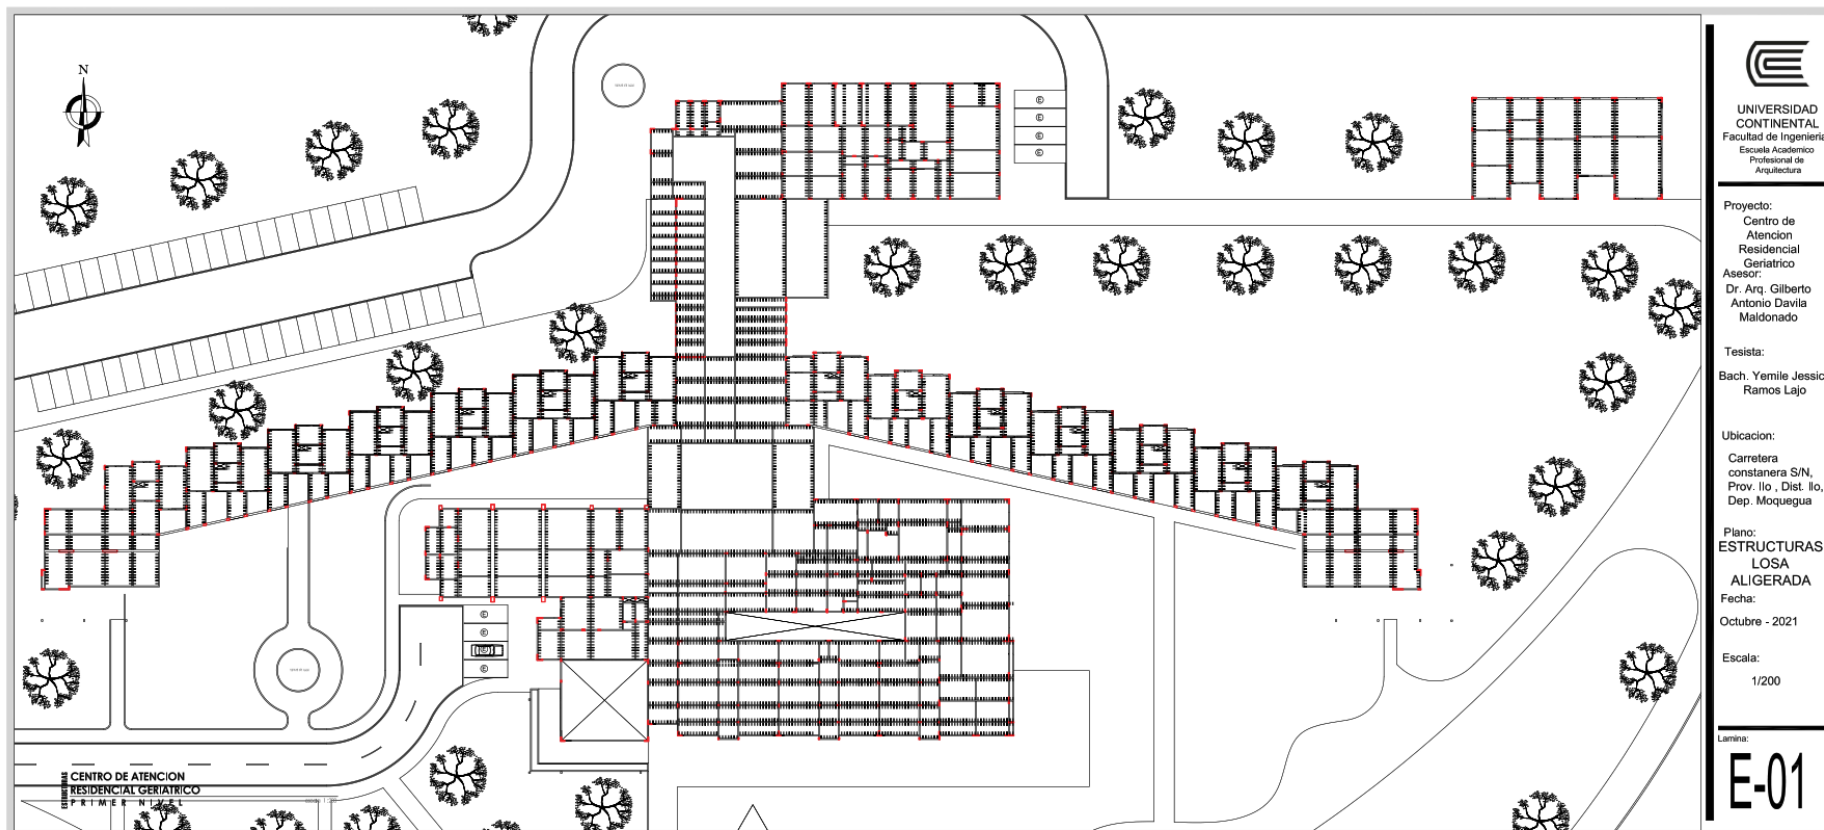 N
UNIVERSIDAD
CONTINENTAL
Facultad de Ingenieria
Escuela Academico
Profesional de
Arquitectura
Proyecto:
Centro de
Atencion
Residencial
Geriatrico
Asesor:
Dr. Arq. Gilberto
Antonio Davila
Maldonado
Tesista:
Bach. Yemile Jessic
Ramos Lajo
Ubicacion:
Carretera
constanera S/N,
Prov. Ilo , Dist. Ilo,
Dep. Moquegua
Plano:
ESTRUCTURAS
LOSA
ALIGERADA
Fecha:
Octubre - 2021
Escala:
1/200
Lamina:
E-01
ESTRUCTURAS
CENTRO DE ATENCION
RESIDENCIAL GERIATRICO
PRIMER NIVEL